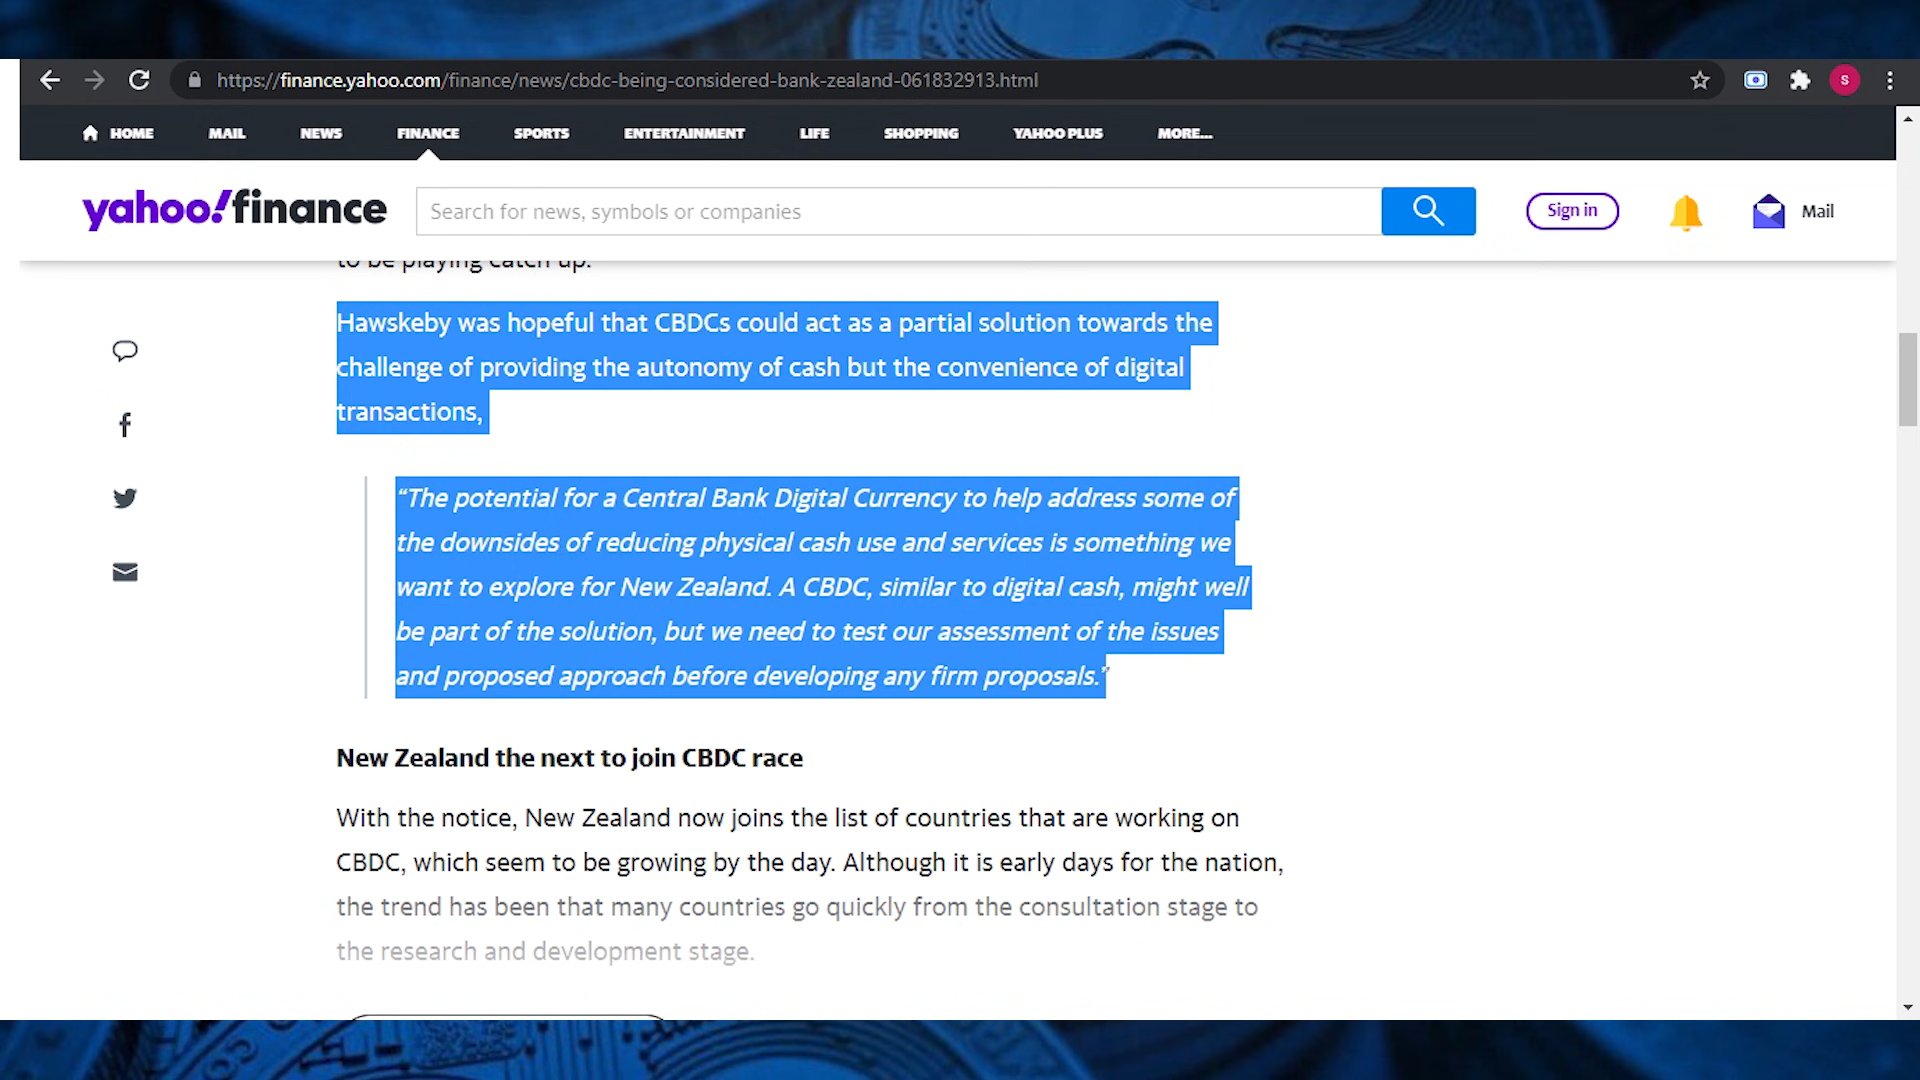 https://finance.yahoo.com/finance/news/cbdc-being-considered-bank-zealand-061832913.html
S
HOME MAIL NEWS FINANCE SPORTS ENTERTAINMENT LIFE SHOPPING YAHOO PLUS MORE...
yahoo!finance
Search for news, symbols or companies
Sign in
Mail
to be playing catch up.
Hawskeby was hopeful that CBDCs could act as a partial solution towards the
challenge of providing the autonomy of cash but the convenience of digital
transactions,
“The potential for a Central Bank Digital Currency to help address some of
the downsides of reducing physical cash use and services is something we
want to explore for New Zealand. A CBDC, similar to digital cash, might well
be part of the solution, but we need to test our assessment of the issues
and proposed approach before developing any firm proposals.”
New Zealand the next to join CBDC race
With the notice, New Zealand now joins the list of countries that are working on
CBDC, which seem to be growing by the day. Although it is early days for the nation,
the trend has been that many countries go quickly from the consultation stage to
the research and development stage.